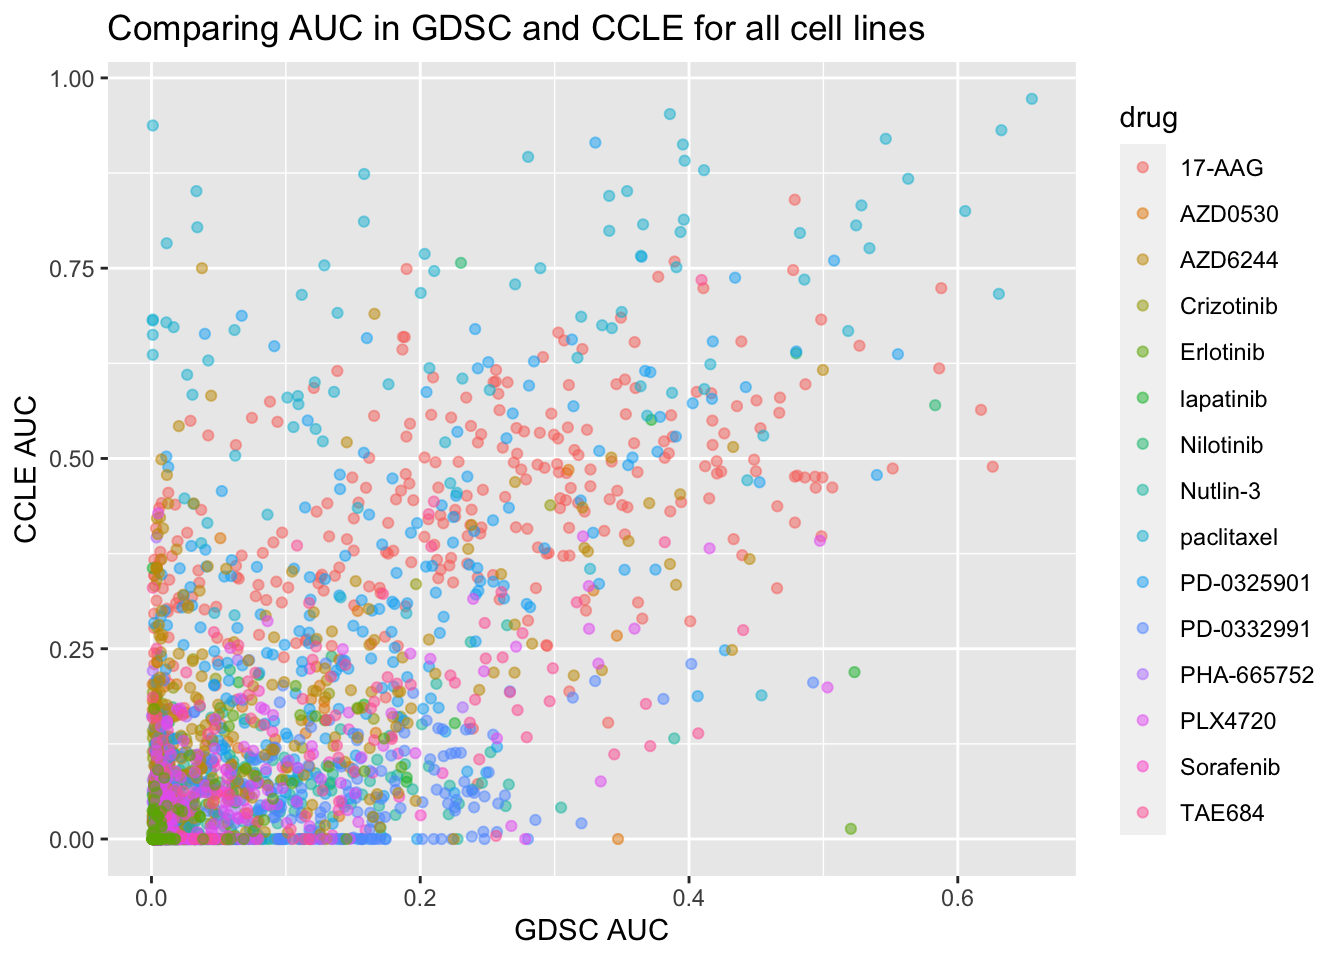 Comparing AUC in GDSC and CCLE for all cell lines
1.00
0.75
0.50
0.25
0.00
CCLE AUC
0.0
0.2
0.4
0.6
GDSC AUC
drug
17-AAG
AZD0530
AZD6244
Crizotinib
Erlotinib
lapatinib
Nilotinib
Nutlin-3
paclitaxel
PD-0325901
PD-0332991
PHA-665752
PLX4720
Sorafenib
TAE684